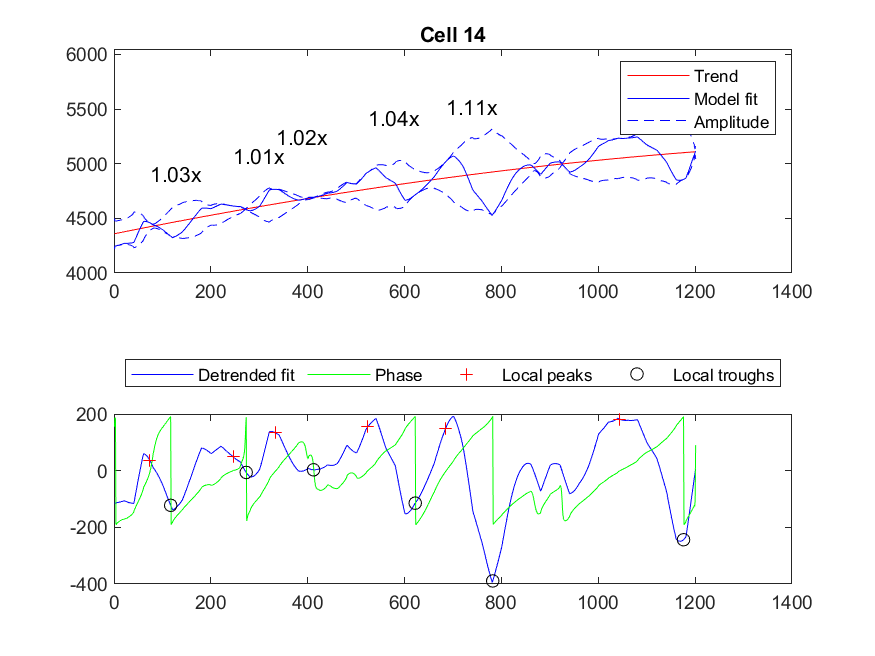 Cell 14
6000
5500
5000
4500
4000
0 200 400 600 800 1000 1200 1400
1.03x
1.01x
1.02x
1.04x
1.11x
Trend
Model fit
Amplitude
Detrended fit Phase Local peaks Local troughs
200
0
-200
-400
0 200 400 600 800 1000 1200 1400